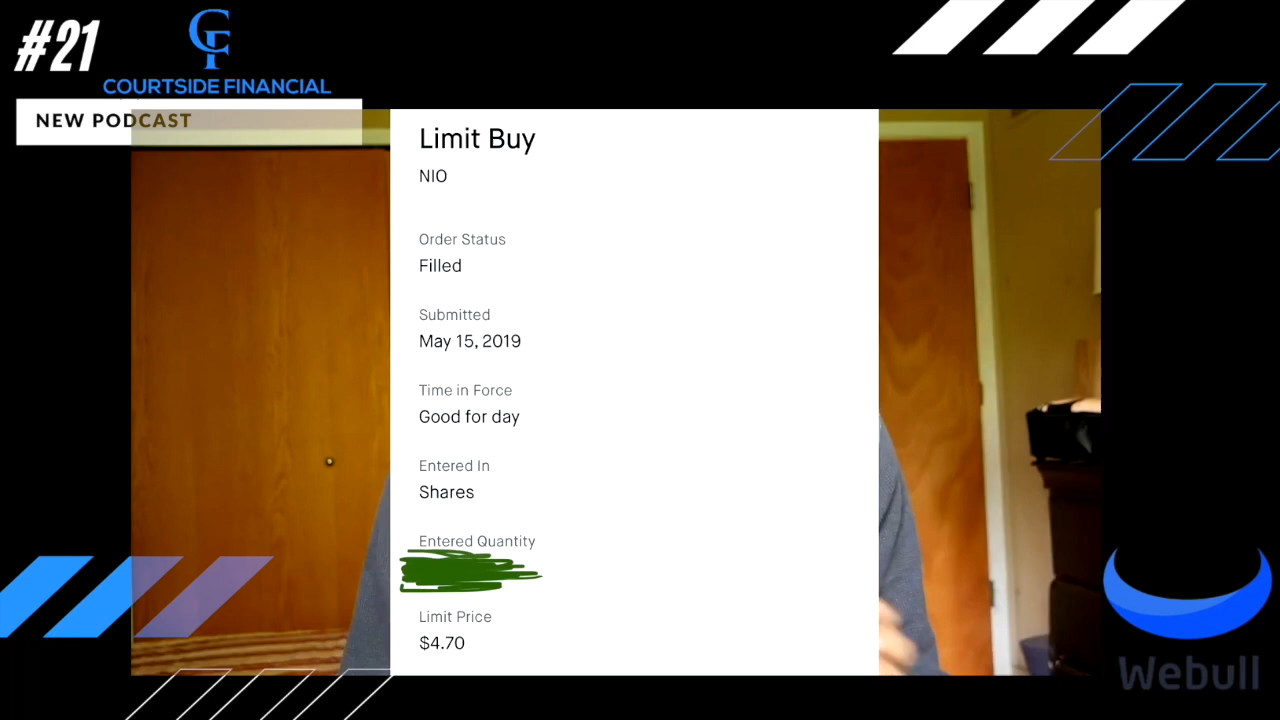 #21
CF
COURTSIDE FINANCIAL
NEW PODCAST
Limit Buy
NIO
Order Status
Filled
Submitted
May 15, 2019
Time in Force
Good for day
Entered In
Shares
Entered Quantity
Limit Price
$4.70
Webull